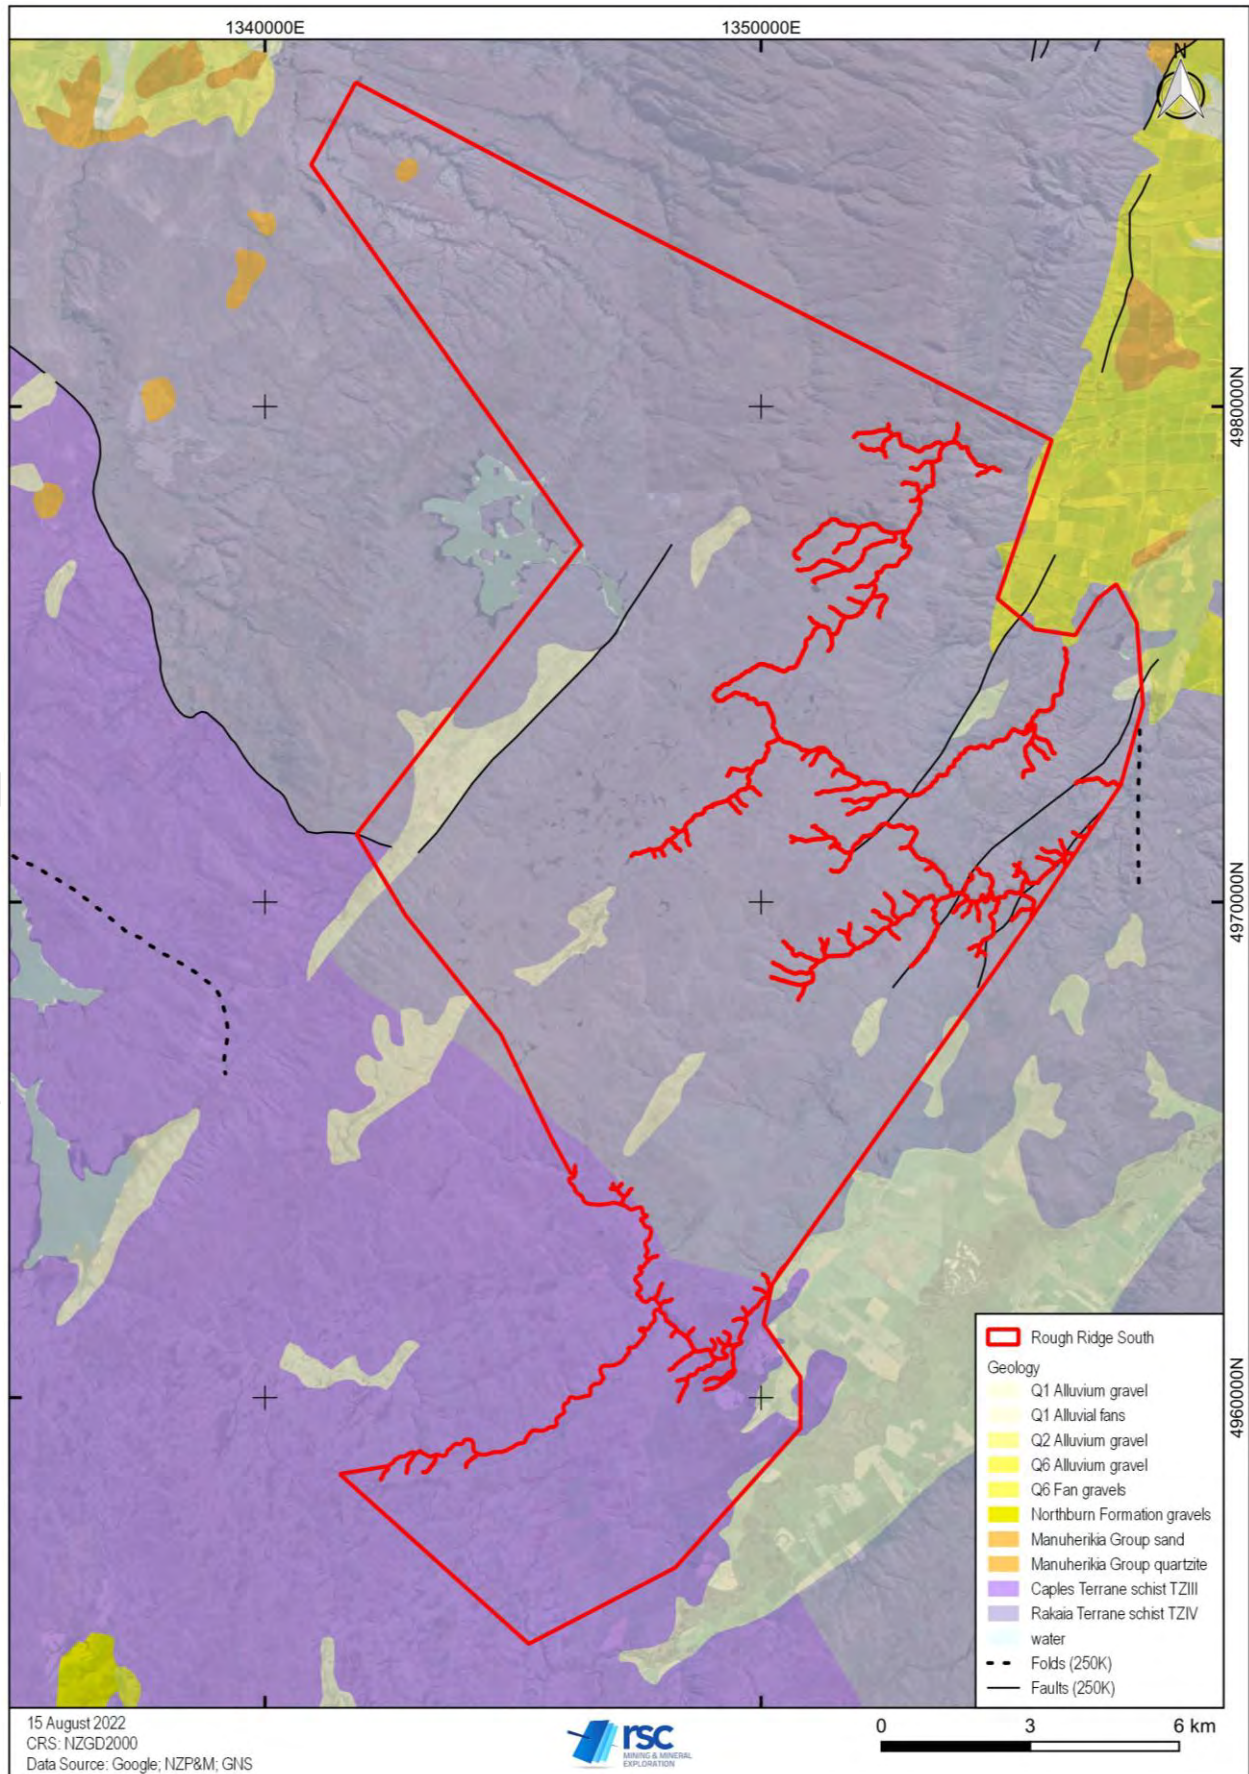 1340000E
1350000E
N
4980000N
4970000N
4960000N
Rough Ridge South
Geology
Q1 Alluvium gravel
Q1 Alluvial fans
Q2 Alluvium gravel
Q6 Alluvium gravel
Q6 Fan gravels
Northburn Formation gravels
Manuherikia Group sand
Manuherikia Group quartzite
Caples Terrane schist TZIII
Rakaia Terrane schist TZIV
water
Folds (250K)
Faults (250K)
15 August 2022
CRS: NZGD2000
Data Source: Google; NZP&M; GNS
rsc
MINING & MINERAL
EXPLORATION
0 3 6 km